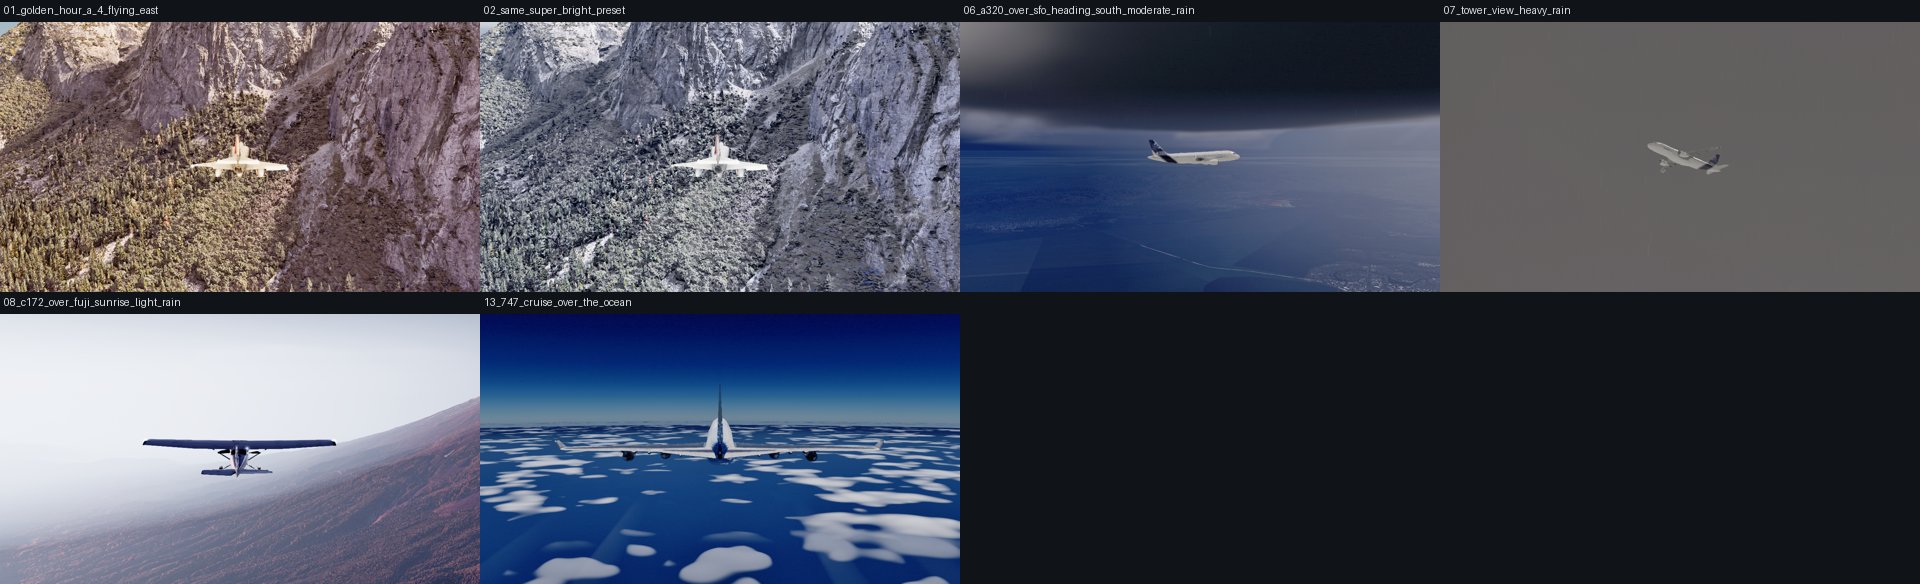 01_golden_hour_a_4_flying_east
02_same_super_bright_preset
06_a320_over_sfo_heading_south_moderate_rain
07_tower_view_heavy_rain
08_c172_over_fuji_sunrise_light_rain
13_747_cruise_over_the_ocean